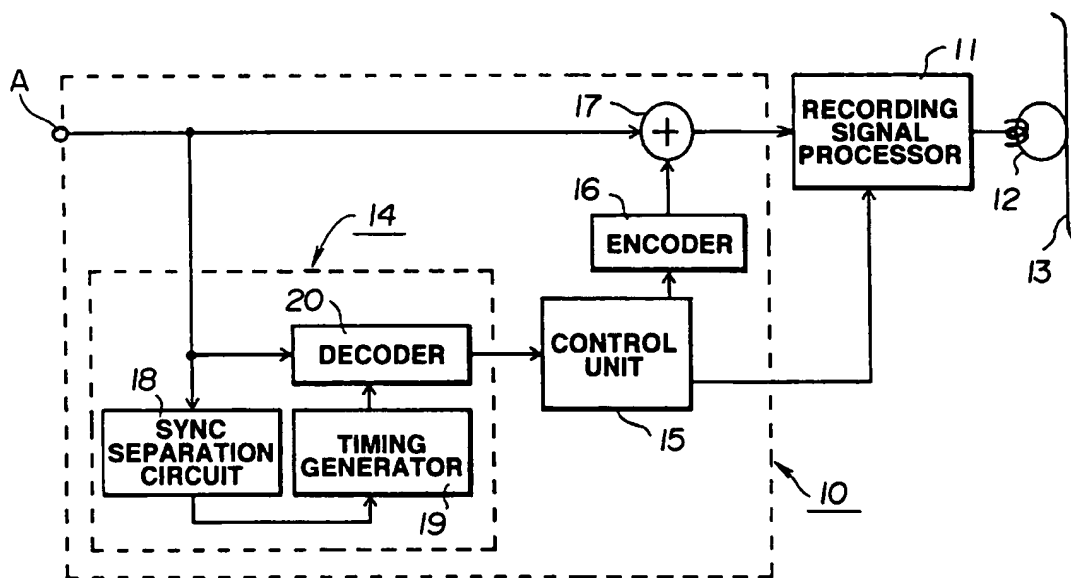 A
17
11
RECORDING
SIGNAL
PROCESSOR
12
13
16
ENCODER
14
20
DECODER
CONTROL
UNIT
15
18
SYNC
SEPARATION
CIRCUIT
TIMING
GENERATOR
19
10